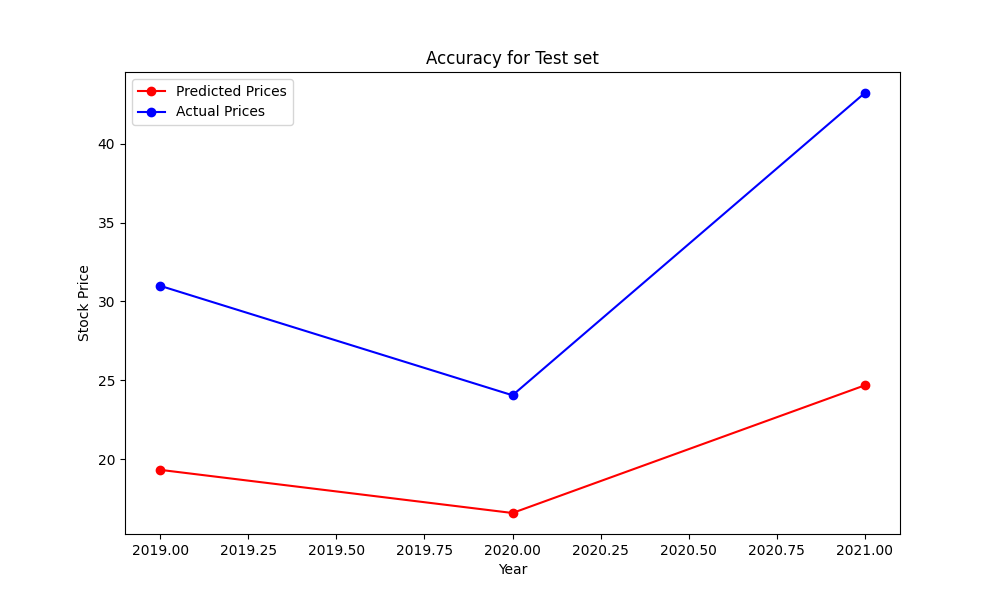 Accuracy for Test set
Predicted Prices
Actual Prices
Stock Price
40
35
30
25
20
2019.00 2019.25 2019.50 2019.75 2020.00 2020.25 2020.50 2020.75 2021.00
Year